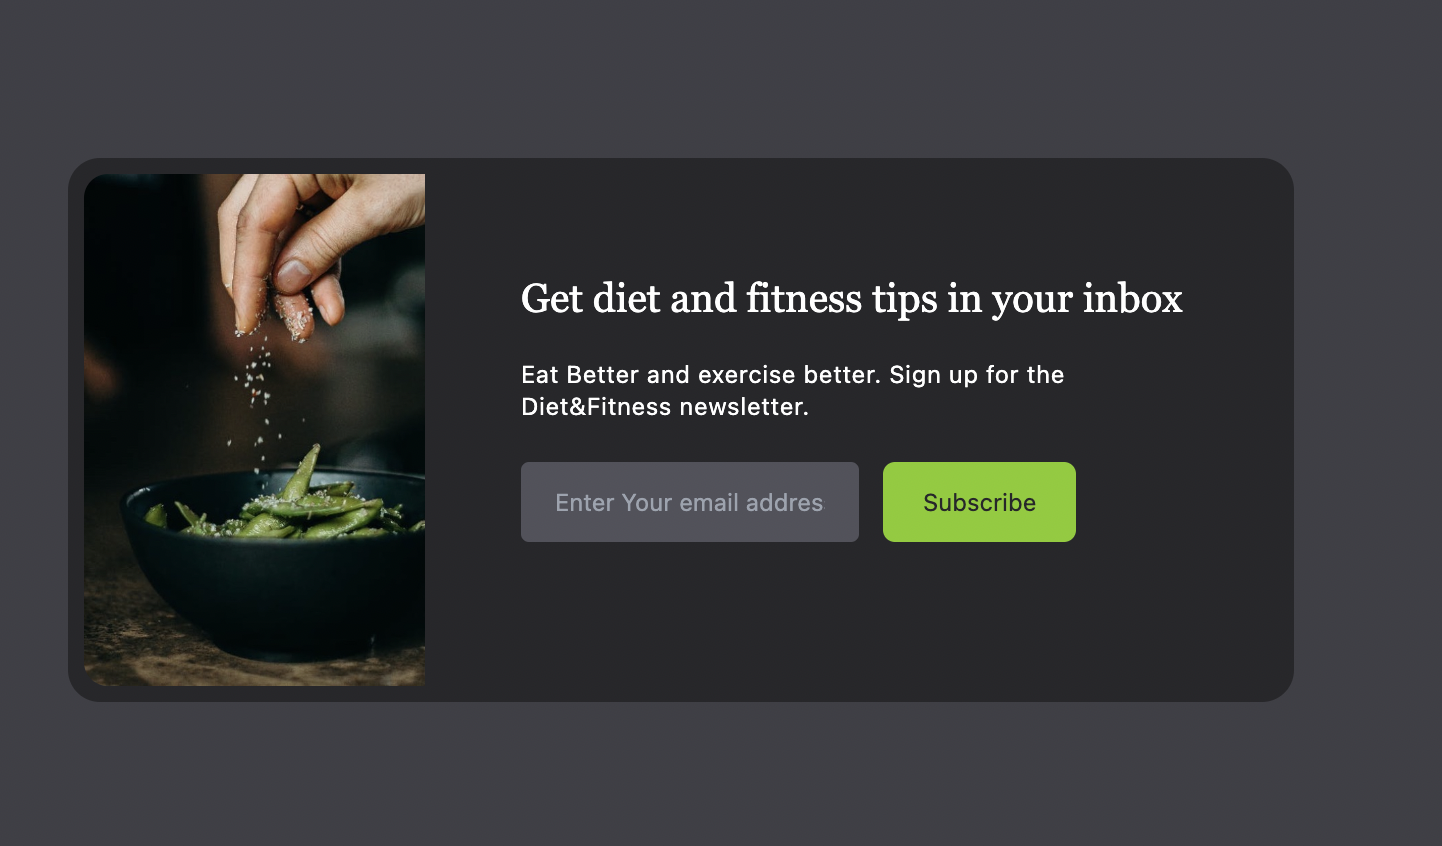 Get diet and fitness tips in your inbox
Eat Better and exercise better. Sign up for the
Diet&Fitness newsletter.
Enter Your email addres
Subscribe